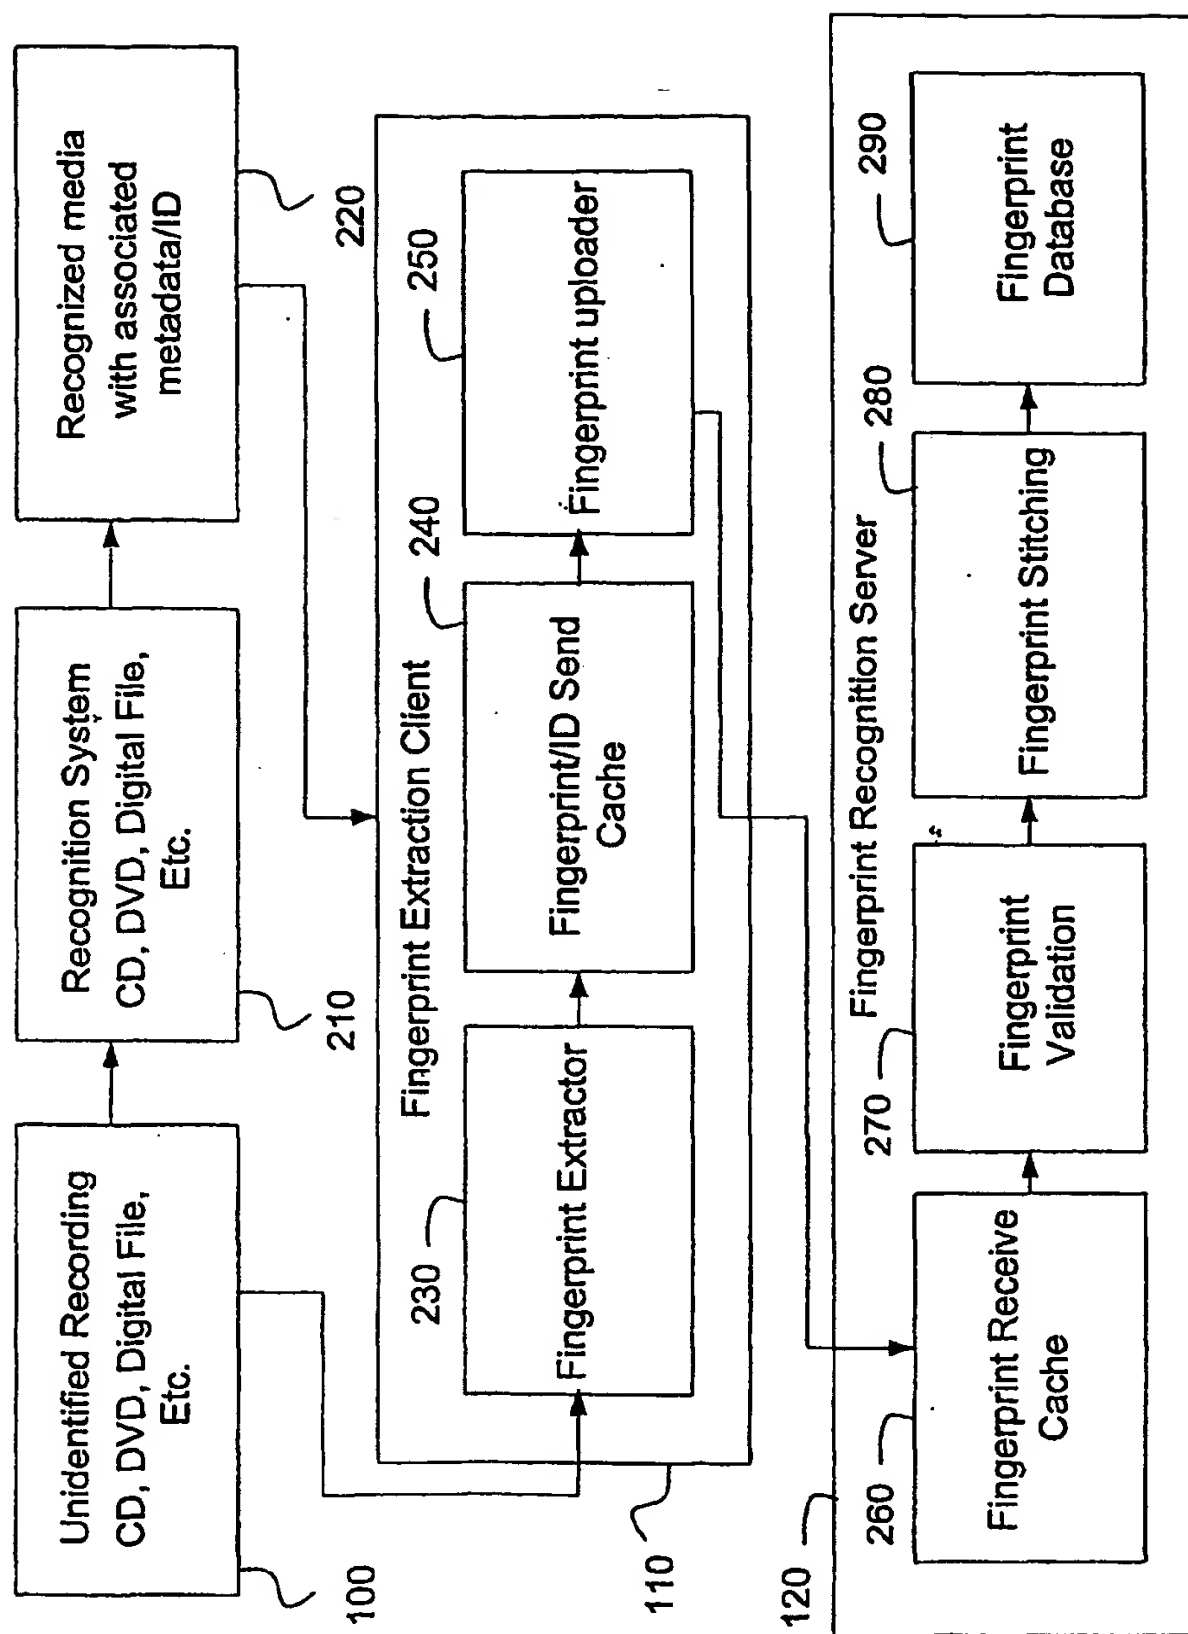 Unidentified Recording
CD, DVD, Digital File,
Etc.
100
Recognition System
CD, DVD, Digital File,
Etc.
210
Recognized media
with associated
metadata/ID
220
Fingerprint Extraction Client
110
230
Fingerprint Extractor
240
Fingerprint/ID Send
Cache
250
Fingerprint uploader
Fingerprint Recognition Server
120
260
Fingerprint Receive
Cache
270
Fingerprint
Validation
280
Fingerprint Stitching
290
Fingerprint
Database